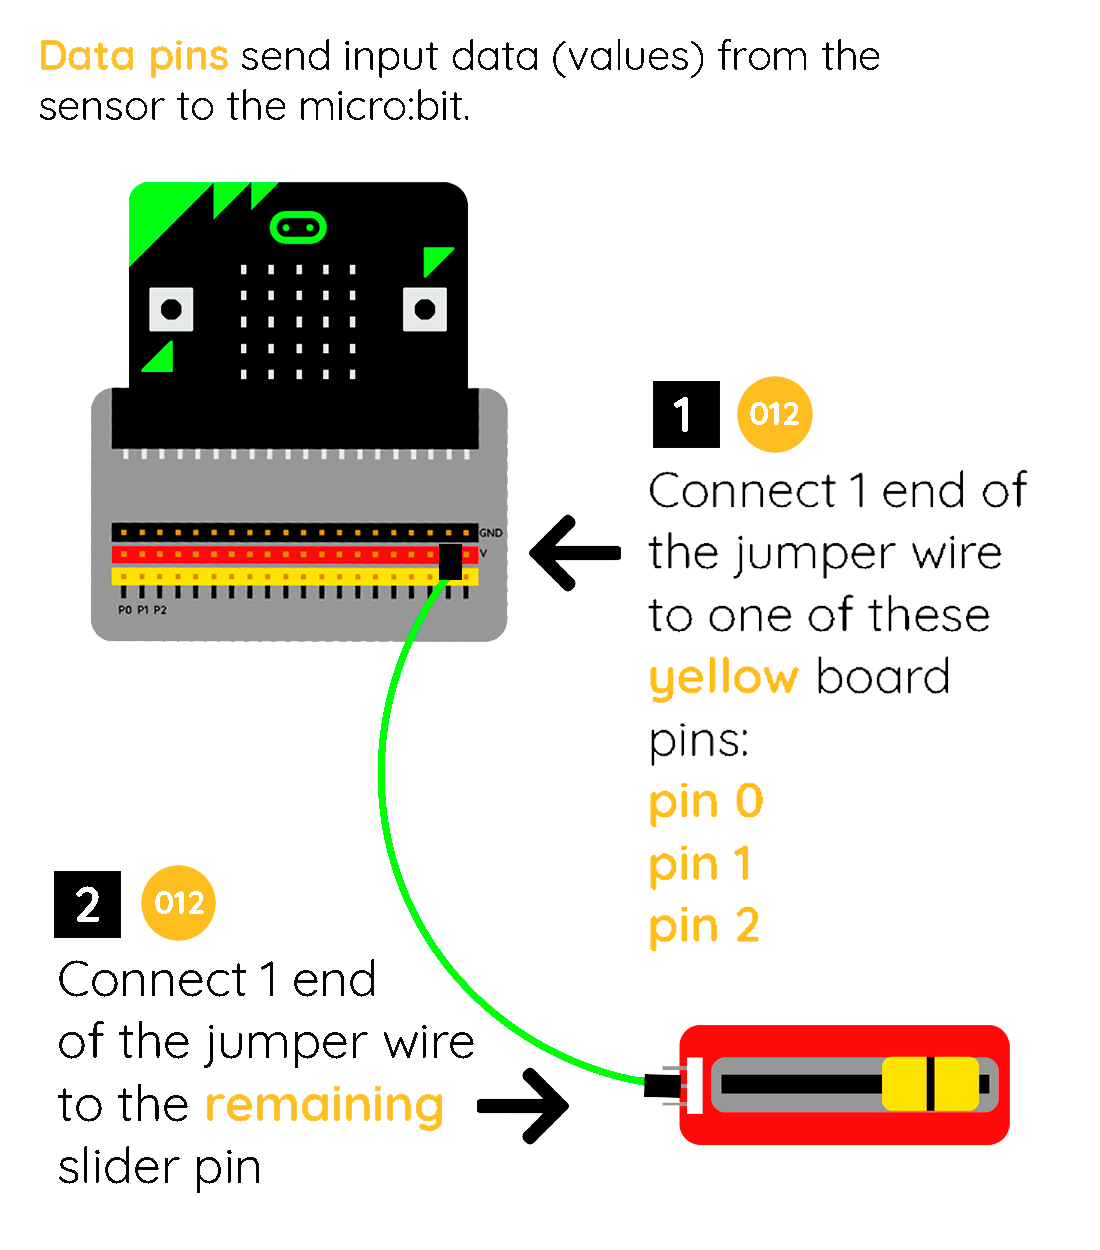 Data pins send input data (values) from the
sensor to the micro:bit.
1 012
Connect 1 end of
the jumper wire
to one of these
yellow board
pins:
pin 0
pin 1
pin 2
GND
V
P0 P1 P2
2 012
Connect 1 end
of the jumper wire
to the remaining
slider pin